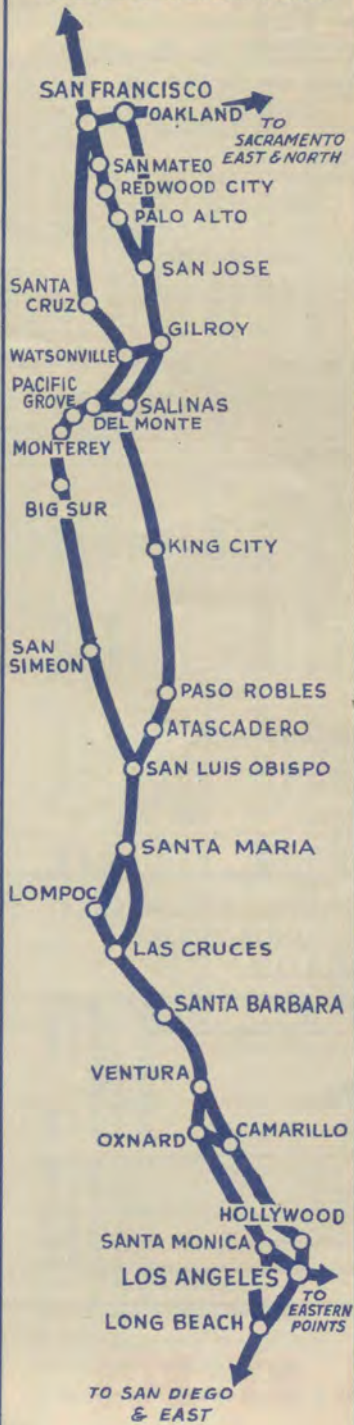 SAN FRANCISCO
OAKLAND
TO
SACRAMENTO
EAST & NORTH
SAN MATEO
REDWOOD CITY
PALO ALTO
SAN JOSE
SANTA
CRUZ
GILROY
WATSONVILLE
PACIFIC
GROVE
SALINAS
DEL MONTE
MONTEREY
BIG SUR
KING CITY
SAN
SIMEON
PASO ROBLES
ATASCADERO
SAN LUIS OBISPO
SANTA MARIA
LOMPOC
LAS CRUCES
SANTA BARBARA
VENTURA
OXNARD
CAMARILLO
HOLLYWOOD
SANTA MONICA
LOS ANGELES
TO
EASTERN
POINTS
LONG BEACH
TO SAN DIEGO
& EAST